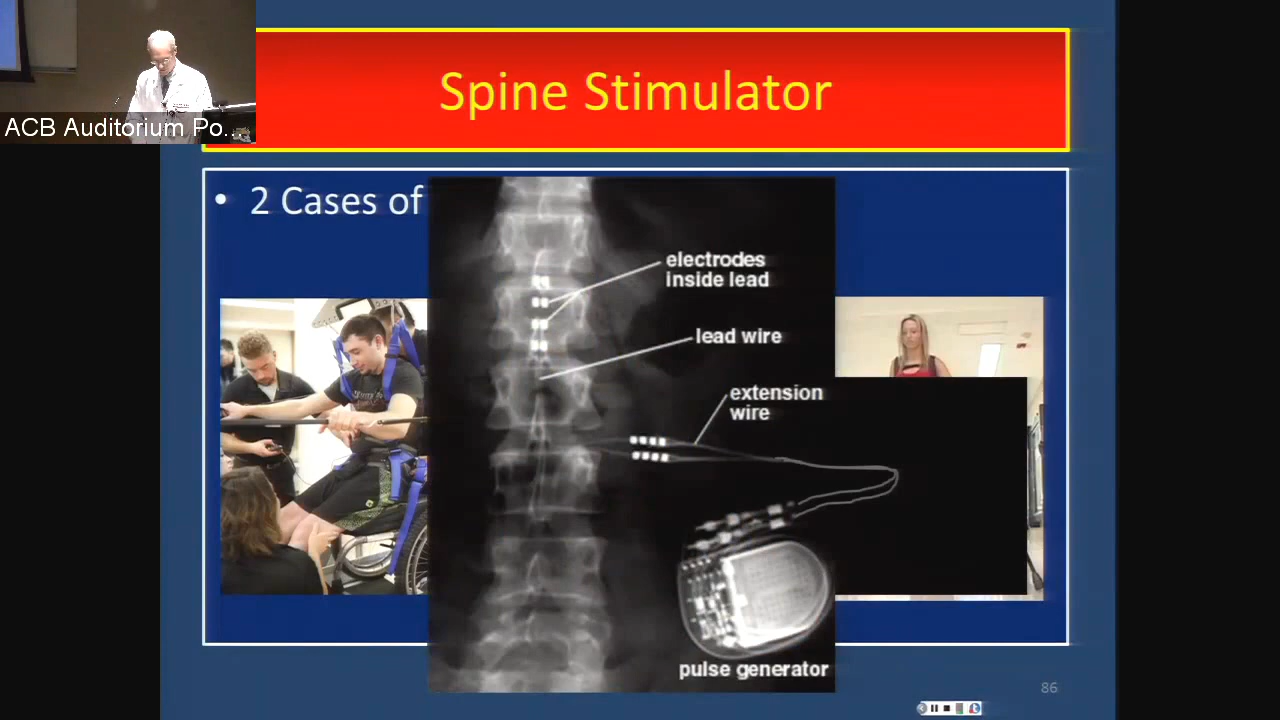 ACB Auditorium Po...
Spine Stimulator
• 2 Cases of
electrodes
inside lead
lead wire
extension
wire
pulse generator
86